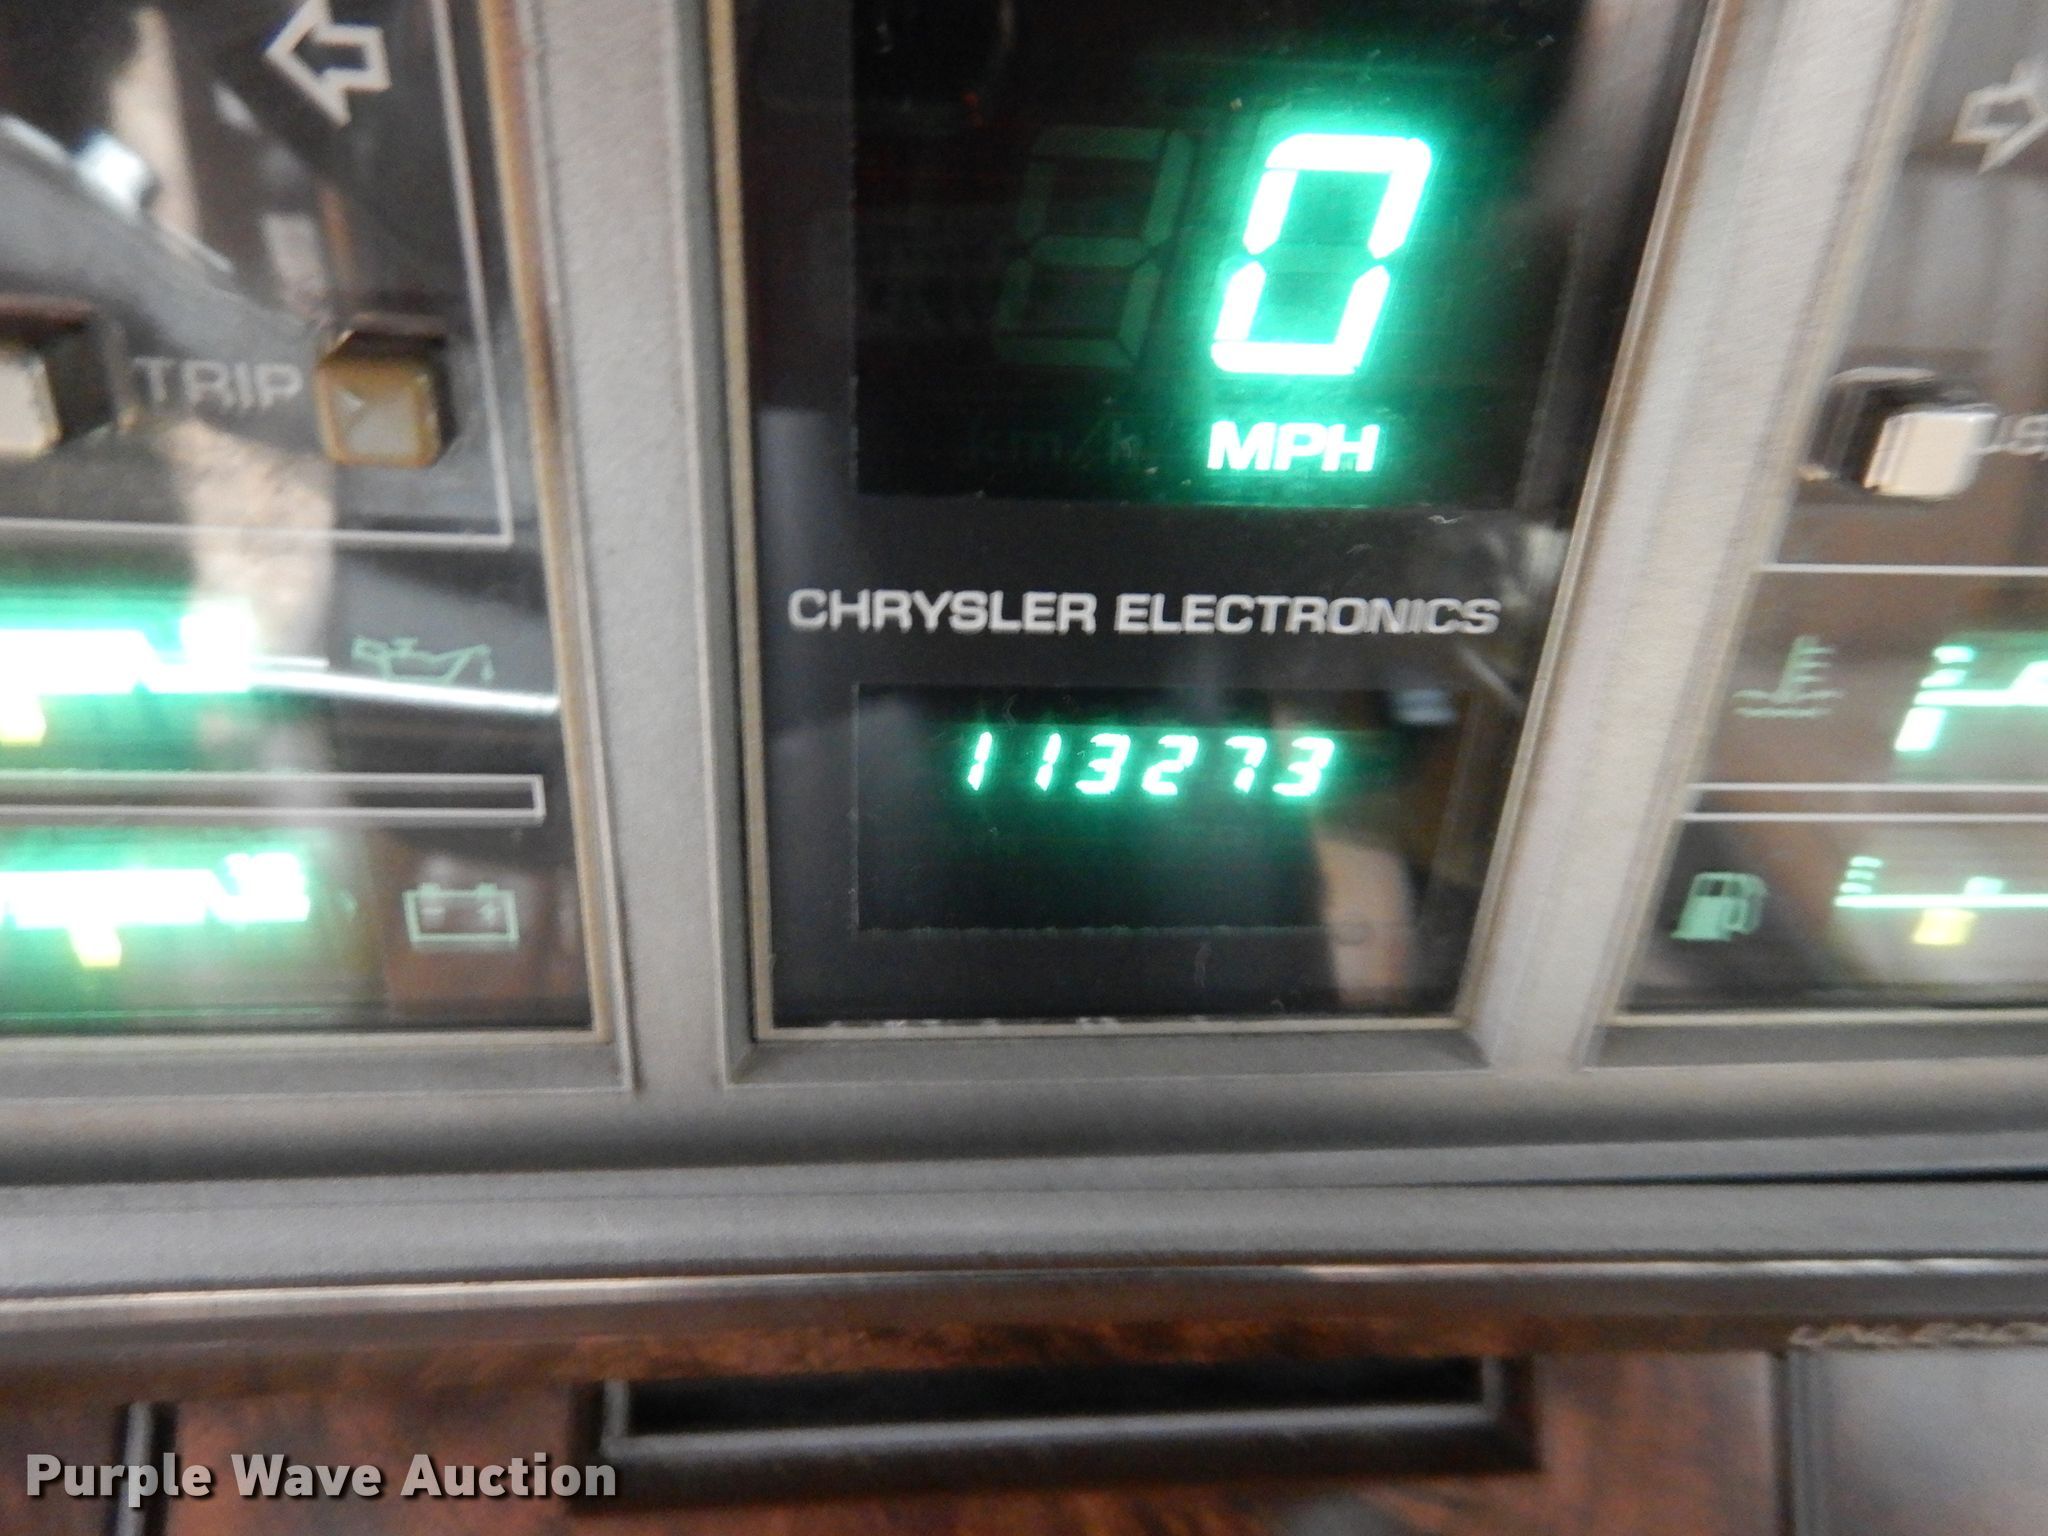 0
TRIP
MPH
CHRYSLER ELECTRONICS
113273
Purple Wave Auction